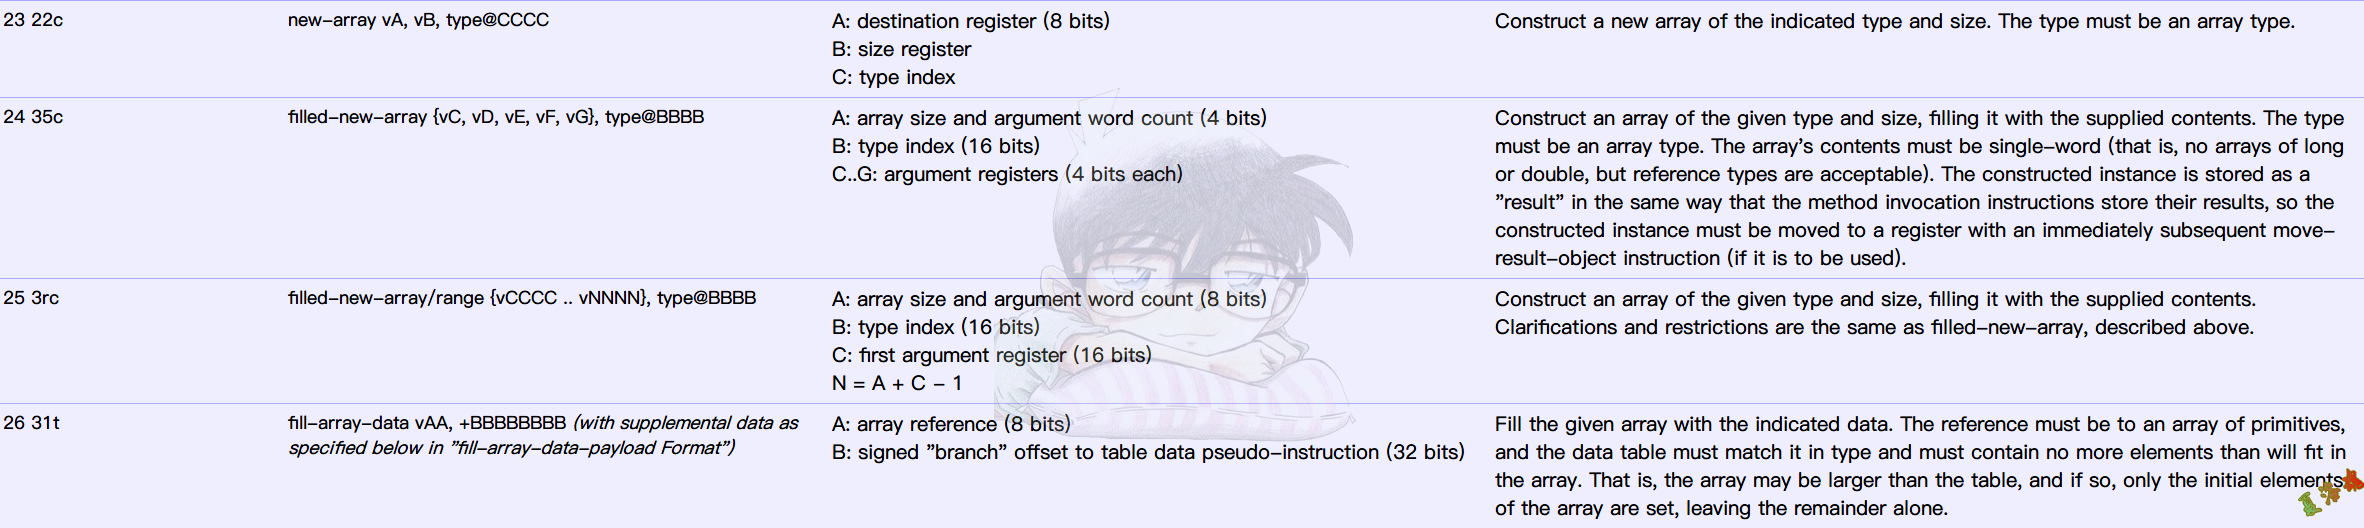 23 22c new-array vA, vB, type@CCCC A: destination register (8 bits) Construct a new array of the indicated type and size. The type must be an array type.
B: size register
C: type index
24 35c filled-new-array {vC, vD, vE, vF, vG}, type@BBBB A: array size and argument word count (4 bits) Construct an array of the given type and size, filling it with the supplied contents. The type
B: type index (16 bits) must be an array type. The array's contents must be single-word (that is, no arrays of long
C..G: argument registers (4 bits each) or double, but reference types are acceptable). The constructed instance is stored as a
"result" in the same way that the method invocation instructions store their results, so the
constructed instance must be moved to a register with an immediately subsequent move-
result-object instruction (if it is to be used).
25 3rc filled-new-array/range {vCCCC .. vNNNN}, type@BBBB A: array size and argument word count (8 bits) Construct an array of the given type and size, filling it with the supplied contents.
B: type index (16 bits) Clarifications and restrictions are the same as filled-new-array, described above.
C: first argument register (16 bits)
N = A + C - 1
26 31t fill-array-data vAA, +BBBBBBBB (with supplemental data as A: array reference (8 bits) Fill the given array with the indicated data. The reference must be to an array of primitives,
specified below in "fill-array-data-payload Format") B: signed "branch" offset to table data pseudo-instruction (32 bits) and the data table must match it in type and must contain no more elements than will fit in
the array. That is, the array may be larger than the table, and if so, only the initial elements
of the array are set, leaving the remainder alone.